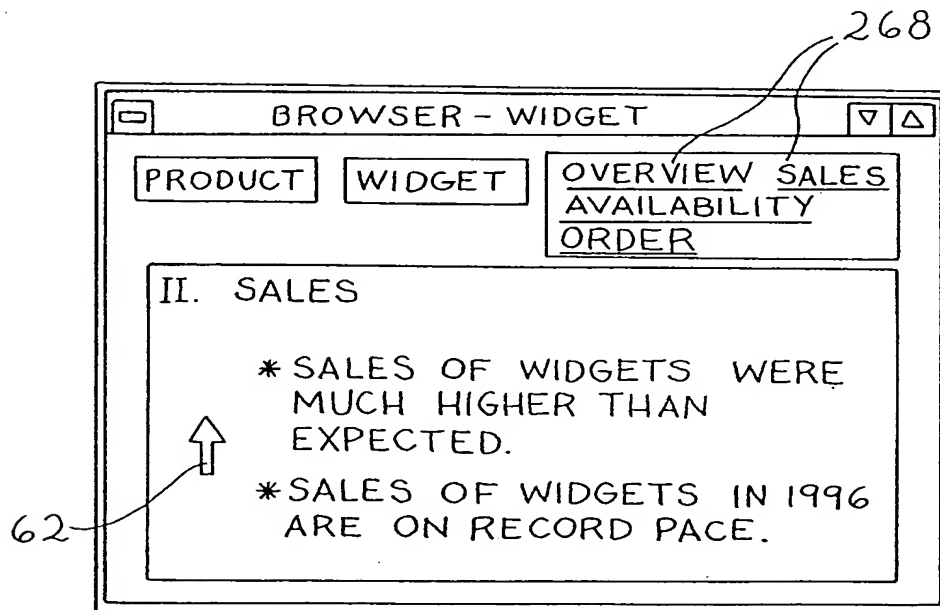 268
BROWSER - WIDGET
PRODUCT WIDGET OVERVIEW SALES
AVAILABILITY
ORDER
II. SALES
* SALES OF WIDGETS WERE
MUCH HIGHER THAN
EXPECTED.
* SALES OF WIDGETS IN 1996
ARE ON RECORD PACE.
62